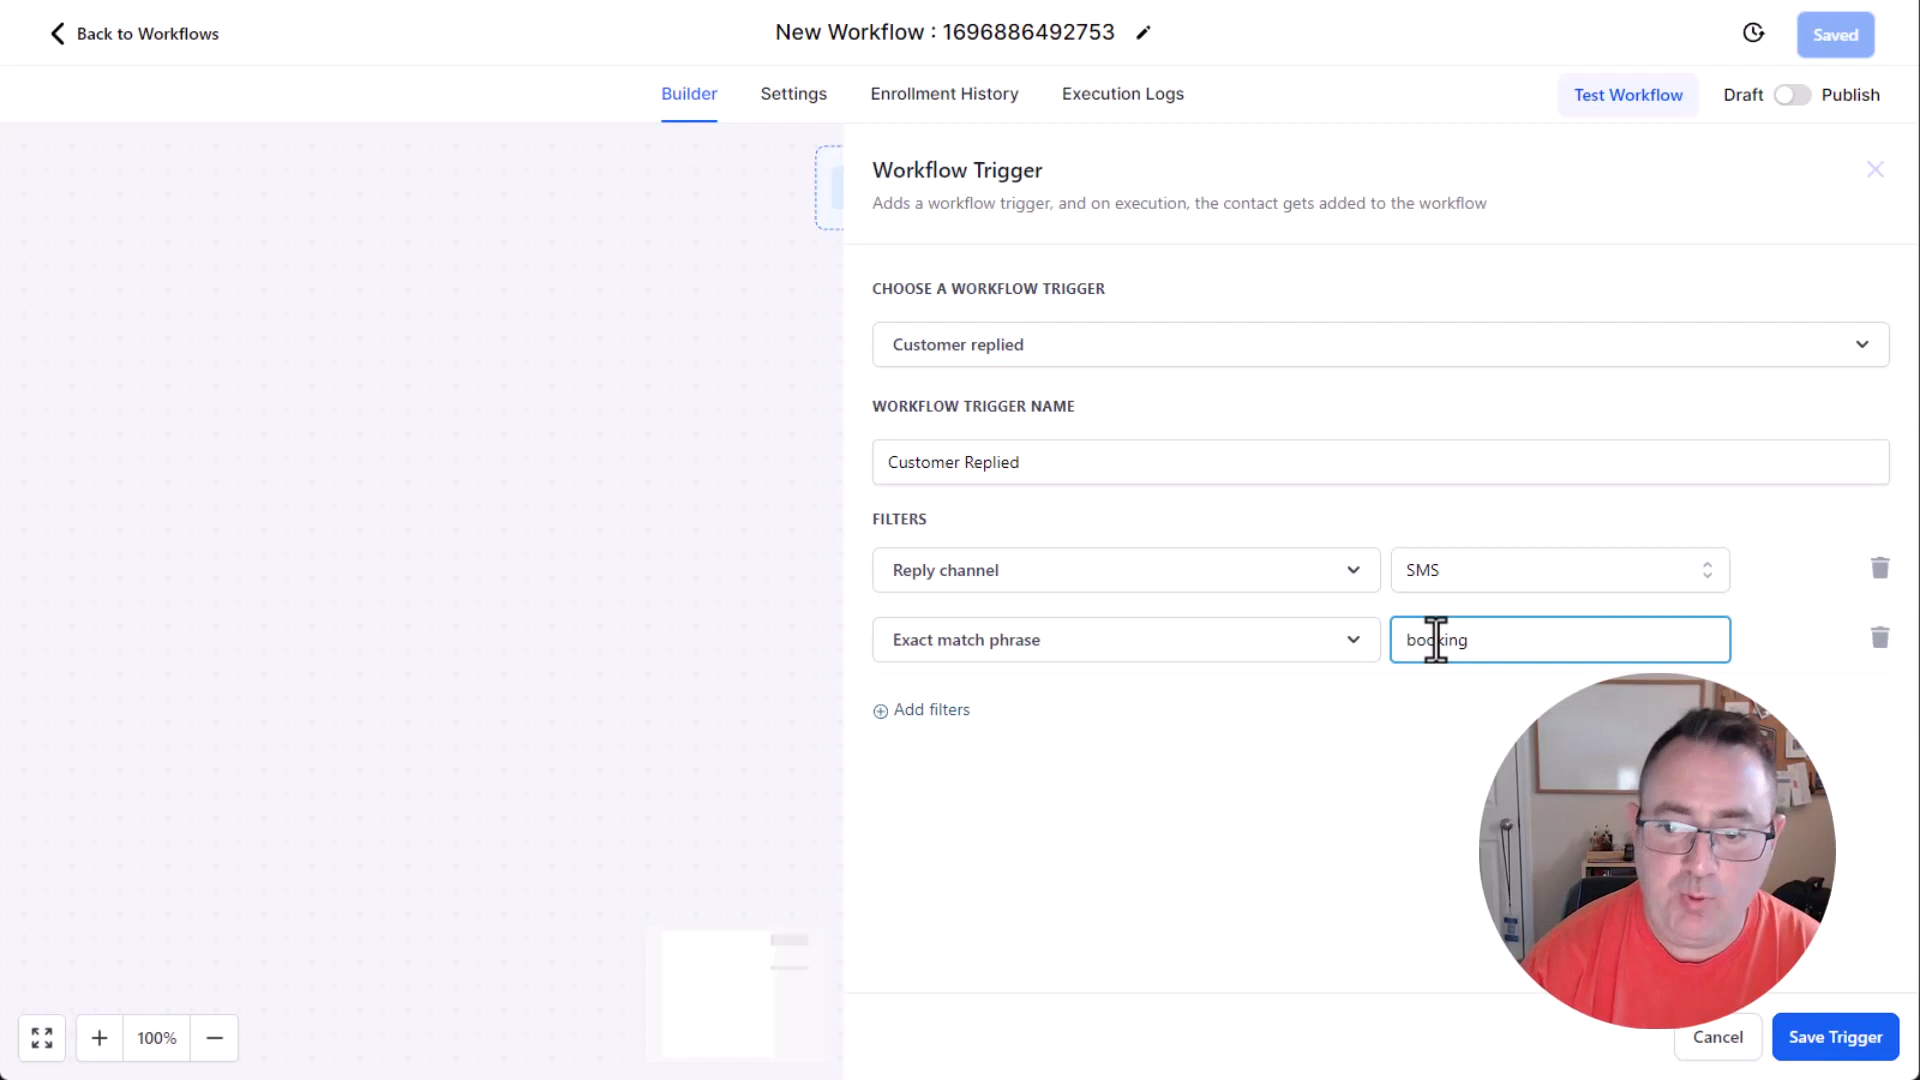 Back to Workflows
New Workflow : 1696886492753
Saved
Builder
Settings
Enrollment History
Execution Logs
Test Workflow
Draft
Publish
Workflow Trigger
Adds a workflow trigger, and on execution, the contact gets added to the workflow
CHOOSE A WORKFLOW TRIGGER
Customer replied
WORKFLOW TRIGGER NAME
Customer Replied
FILTERS
Reply channel
SMS
Exact match phrase
booking
Add filters
100%
Cancel
Save Trigger